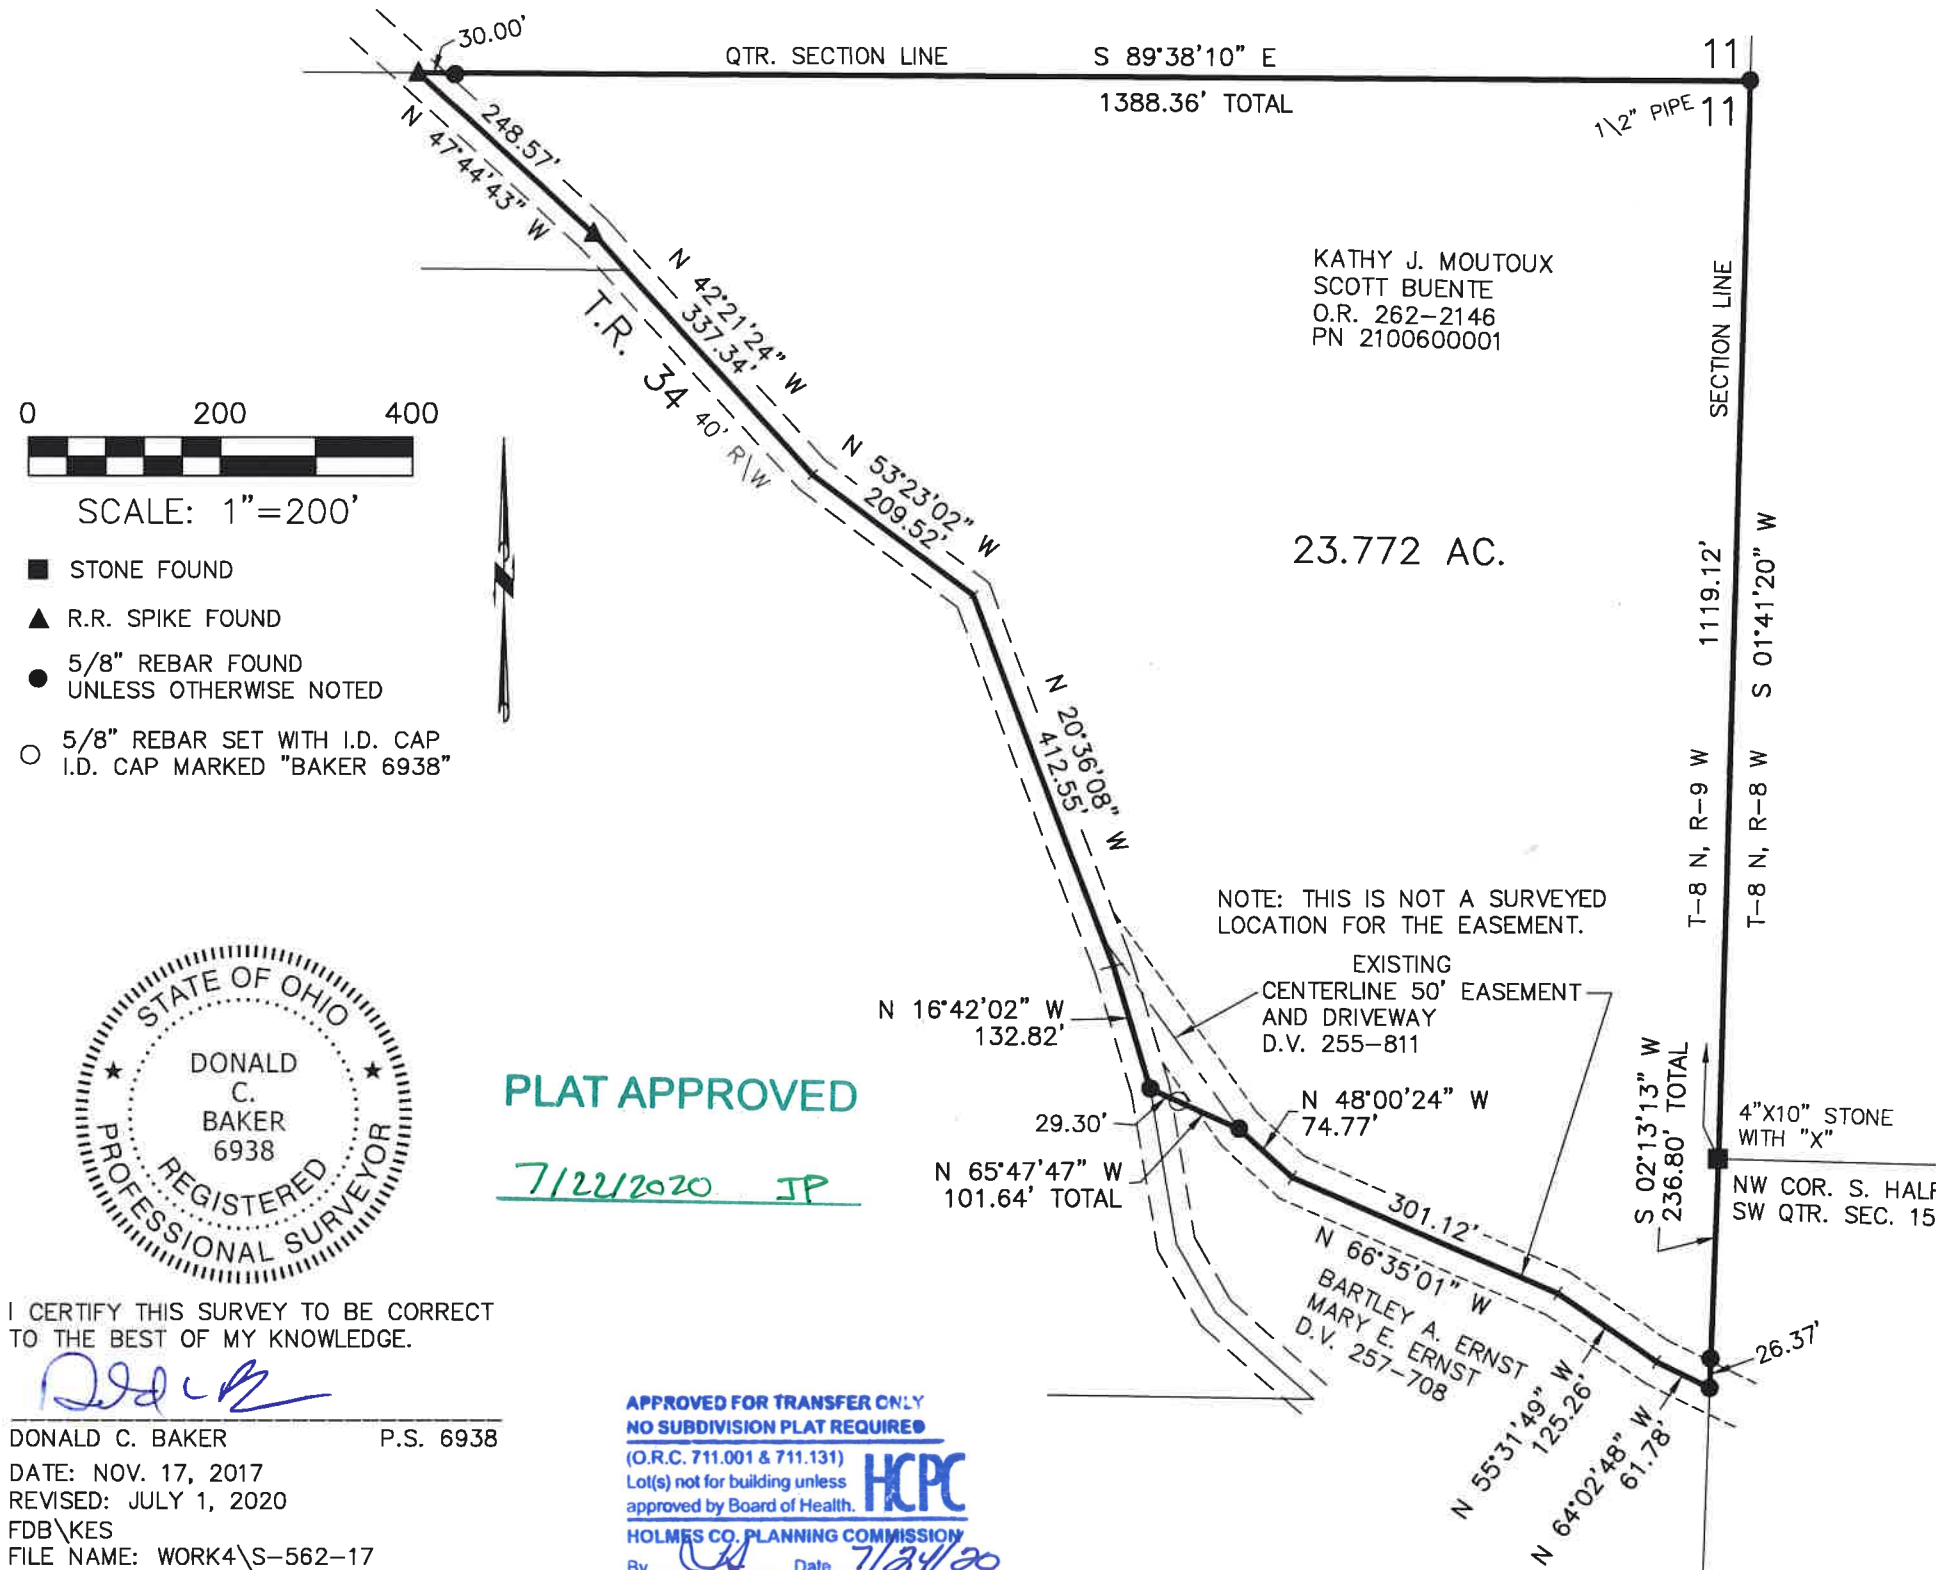 30.00'
QTR. SECTION LINE
S 89°38'10" E
1388.36' TOTAL
11
1\2" PIPE
11
248.57'
N 47°44'43" W
N 42°21'24" W
337.34'
T.R. 34
40' R\W
KATHY J. MOUTOUX
SCOTT BUENTE
O.R. 262-2146
PN 2100600001
SECTION LINE
0 200 400
SCALE: 1"=200'
N 53°23'02" W
209.52'
23.772 AC.
1119.12'
S 01°41'20" W
STONE FOUND
R.R. SPIKE FOUND
5/8" REBAR FOUND
UNLESS OTHERWISE NOTED
5/8" REBAR SET WITH I.D. CAP
I.D. CAP MARKED "BAKER 6938"
N 20°36'08" W
412.55'
T-8 N, R-9 W
T-8 N, R-8 W
NOTE: THIS IS NOT A SURVEYED
LOCATION FOR THE EASEMENT.
EXISTING
CENTERLINE 50' EASEMENT
AND DRIVEWAY
D.V. 255-811
N 16°42'02" W
132.82'
STATE OF OHIO
DONALD
C.
BAKER
6938
REGISTERED
PROFESSIONAL SURVEYOR
PLAT APPROVED
7/22/2020 JP
29.30'
N 65°47'47" W
101.64' TOTAL
N 48°00'24" W
74.77'
S 02°13'13" W
236.80' TOTAL
4"X10" STONE
WITH "X"
NW COR. S. HALF
SW QTR. SEC. 15
301.12'
N 66°35'01" W
BARTLEY A. ERNST
MARY E. ERNST
D.V. 257-708
26.37'
N 55°31'49" W
125.26'
N 64°02'48" W
61.78'
I CERTIFY THIS SURVEY TO BE CORRECT
TO THE BEST OF MY KNOWLEDGE.
DONALD C. BAKER P.S. 6938
DATE: NOV. 17, 2017
REVISED: JULY 1, 2020
FDB\KES
FILE NAME: WORK4\S-562-17
APPROVED FOR TRANSFER ONLY
NO SUBDIVISION PLAT REQUIRED
(O.R.C. 711.001 & 711.131)
Lot(s) not for building unless
approved by Board of Health.
HCPC
HOLMES CO. PLANNING COMMISSION
By Date 7/24/20